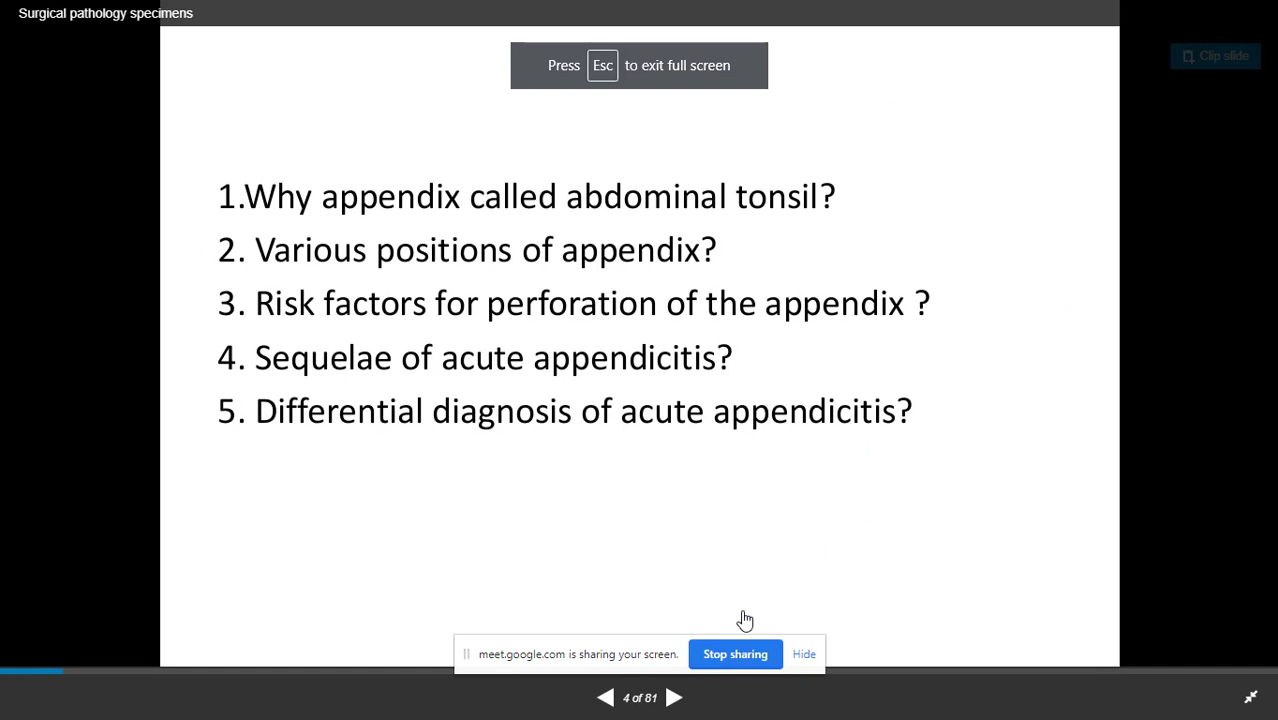 Surgical pathology specimens
Press Esc to exit full screen
Clip slide
1.Why appendix called abdominal tonsil?
2. Various positions of appendix?
3. Risk factors for perforation of the appendix ?
4. Sequelae of acute appendicitis?
5. Differential diagnosis of acute appendicitis?
meet.google.com is sharing your screen. Stop sharing Hide
4 of 81